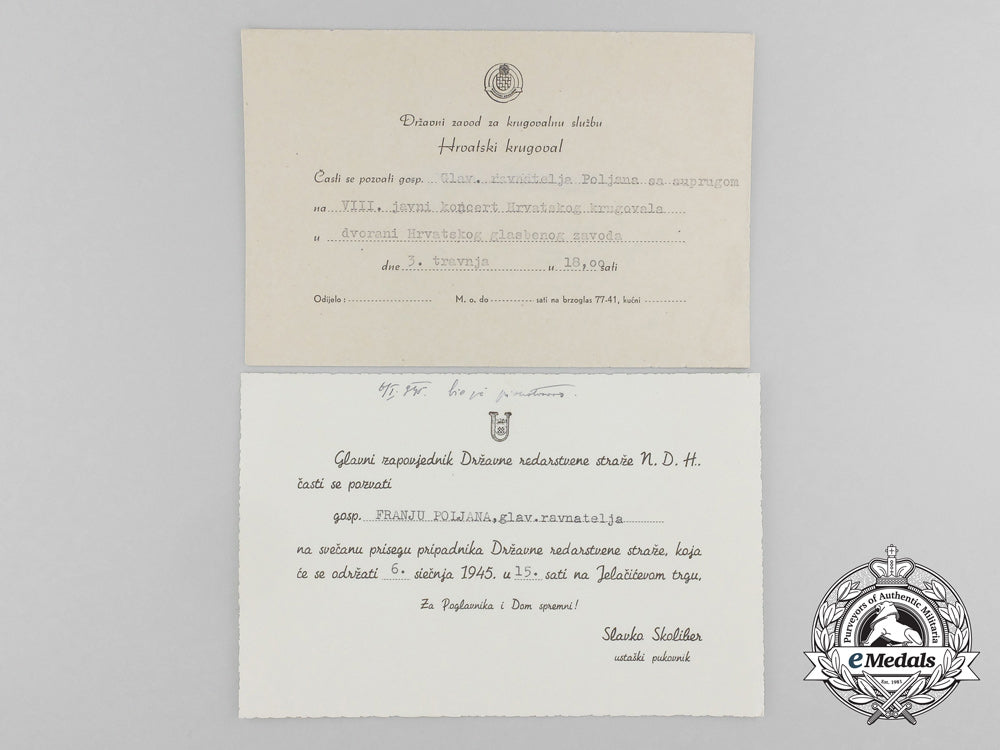 Državni zavod za krugovalnu službu
Hrvatski krugoval
Časti se pozvati gosp. Glav. ravnatelja Poljana sa suprugom
na VIII. javni koncert Hrvatskog krugovala
u dvorani Hrvatskog glasbenog zavoda
dne 3. travnja u 18,00 sati
Odijelo : M. o. do sati na brzoglas 77-41, kućni
Glavni zapovjednik Državne redarstvene straže N. D. H..
časti se pozvati
gosp. FRANJU POLJANA, glav.ravnatelja
na svečanu prisegu pripadnika Državne redarstvene straže, koja
će se održati 6. siečnja 1945. u 15. sati na Jelačićevom trgu,
Za Poglavnika i Dom spremni!
Slavko Skoliber
ustaški pukovnik
Purveyors of Authentic Militaria
eMedals
Est. 1981